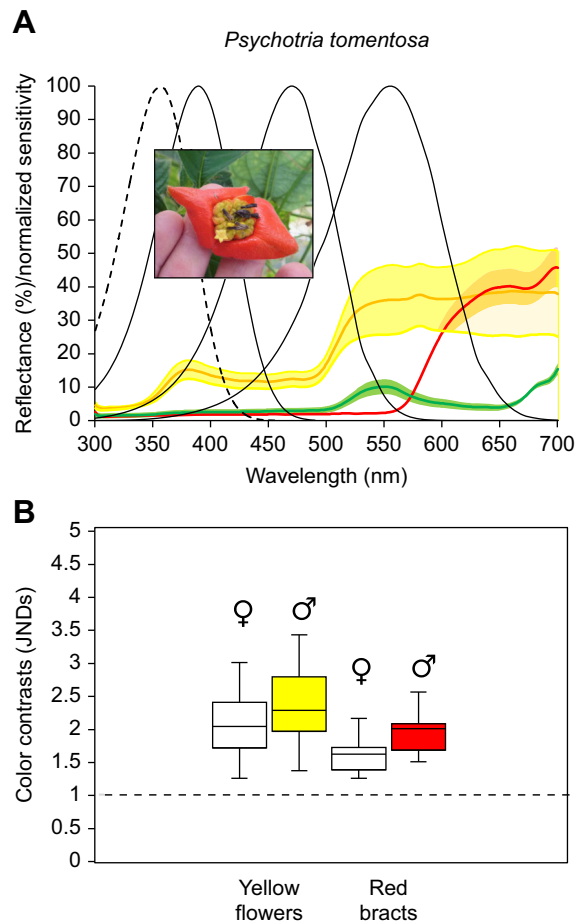 A
Psychotria tomentosa
Reflectance (%)/normalized sensitivity
100
90
80
70
60
50
40
30
20
10
0
300 350 400 450 500 550 600 650 700
Wavelength (nm)
B
Color contrasts (JNDs)
5
4.5
4
3.5
3
2.5
2
1.5
1
0.5
0
♀ ♂ ♀ ♂
Yellow Red
flowers bracts